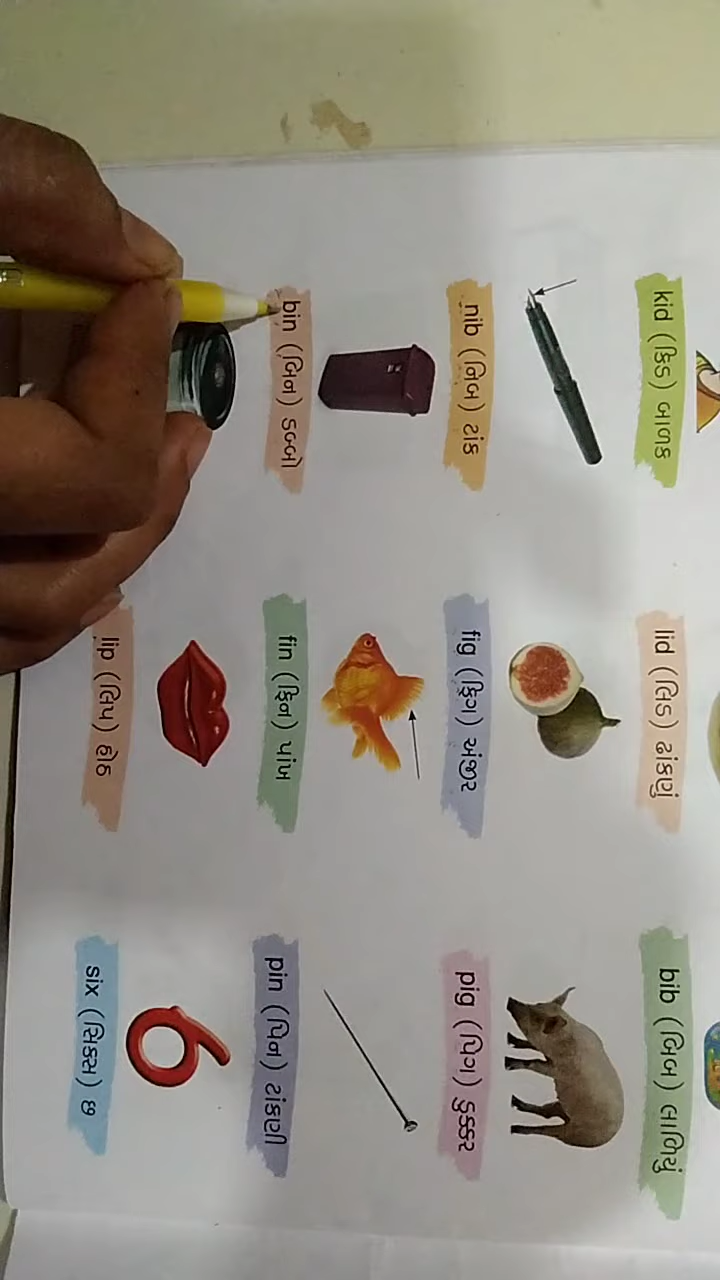 kid (કિડ) બાળક
lid (લિડ) ઢાંકણું
bib (બિબ) લાળિયું
nib (નિબ) ટાંક
fig (ફિગ) અંજીર
pig (પિગ) ડુક્કર
bin (બિન) ડબ્બો
fin (ફિન) પાંખ
pin (પિન) ટાંકણી
lip (લિપ) હોઠ
six (સિક્સ) છ